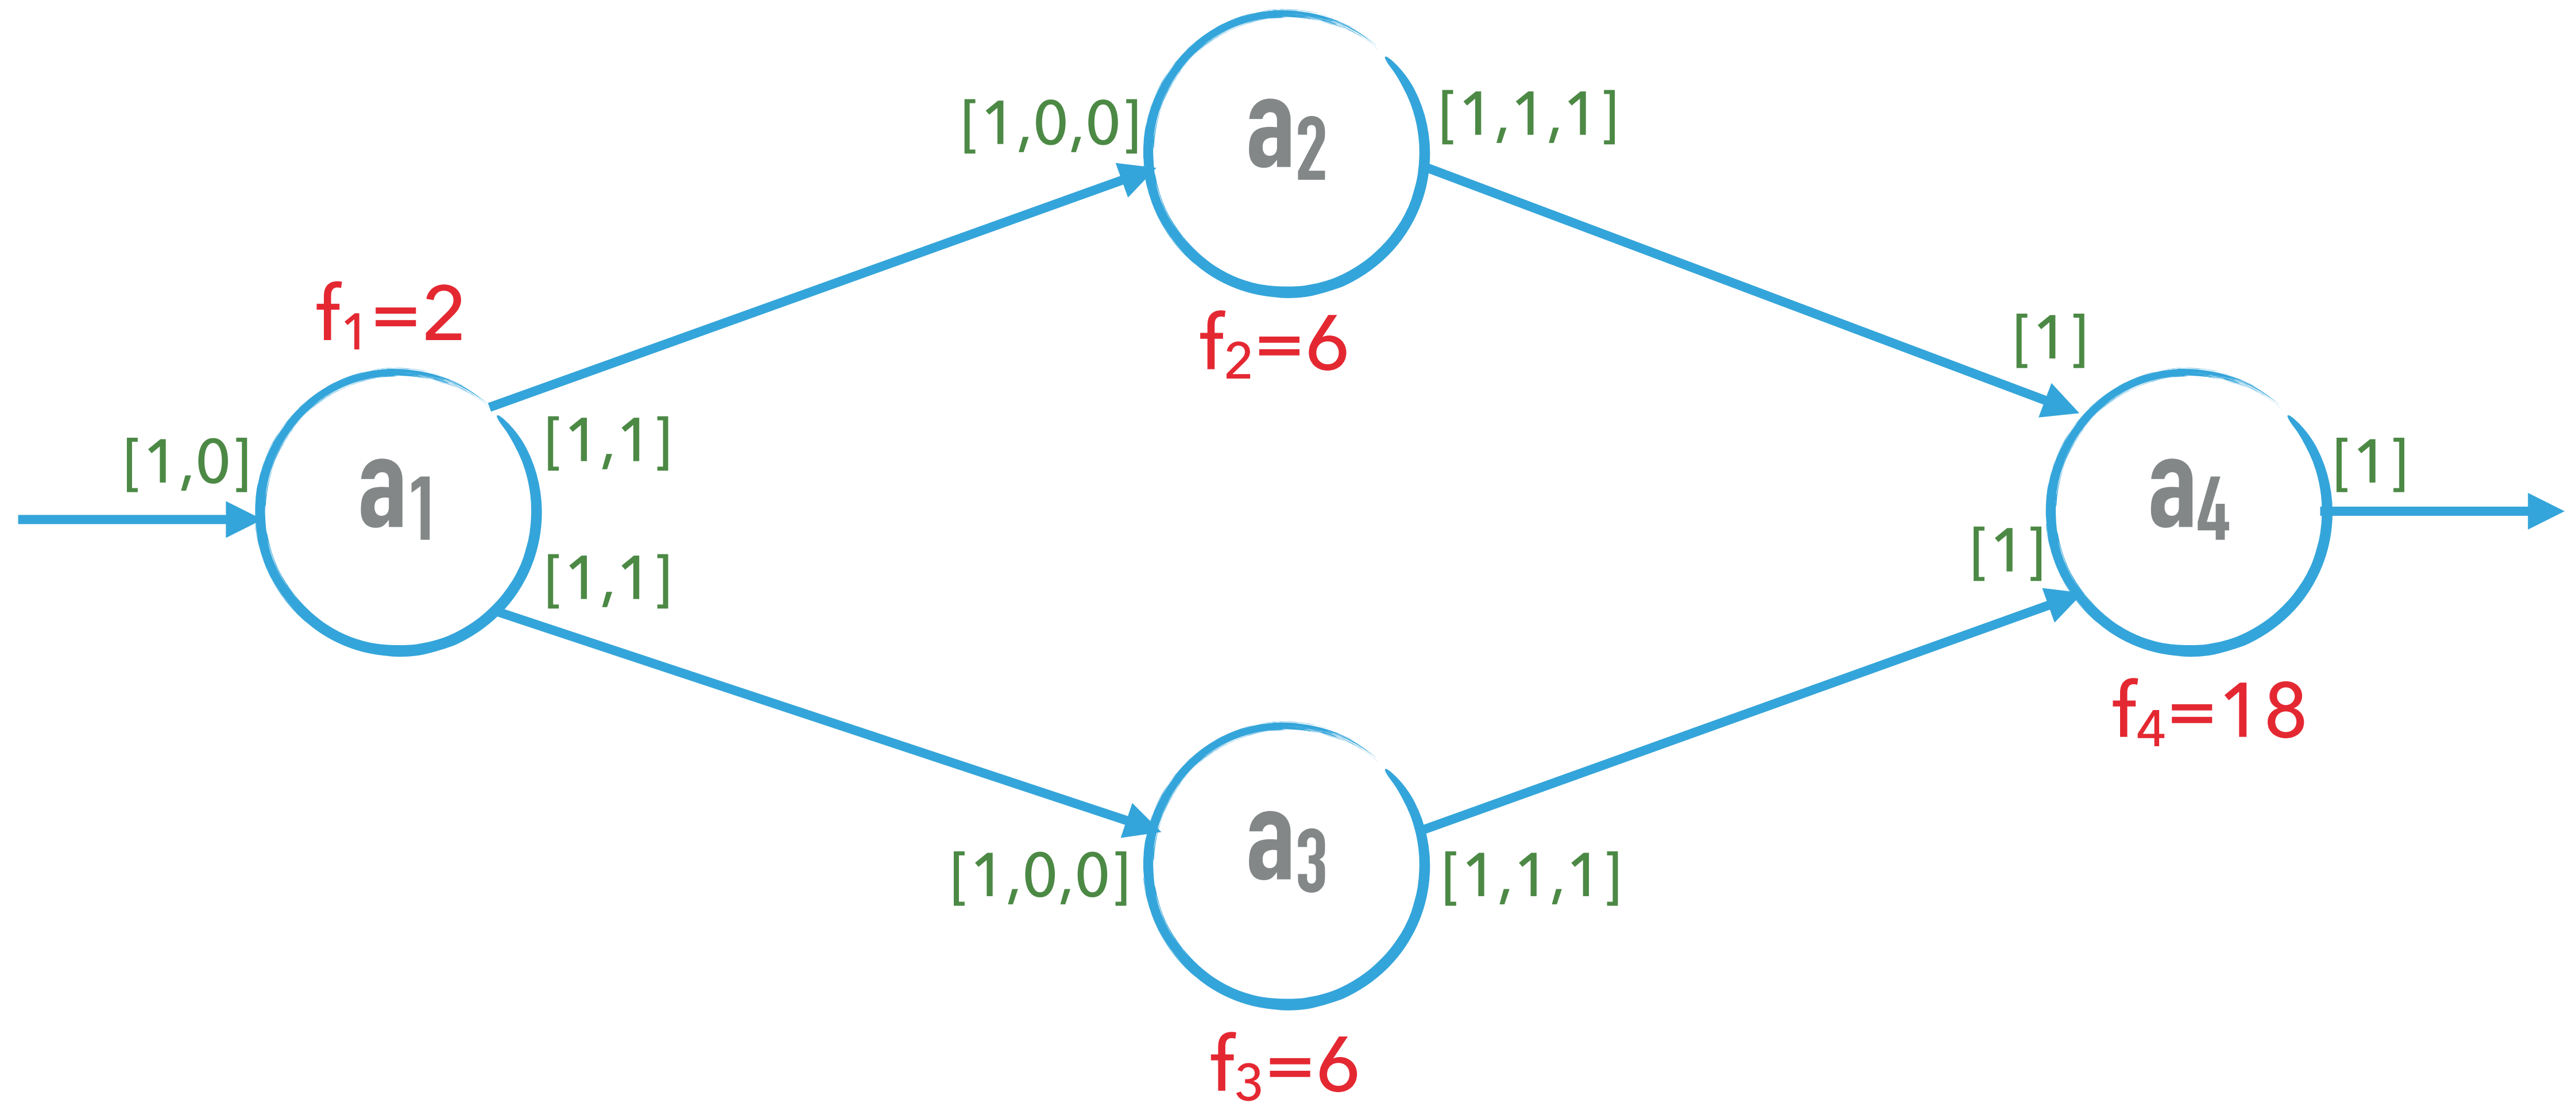 [1,0,0]
a2
[1,1,1]
f1=2
f2=6
[1]
[1,0]
a1
[1,1]
[1,1]
[1]
a4
[1]
f4=18
[1,0,0]
a3
[1,1,1]
f3=6